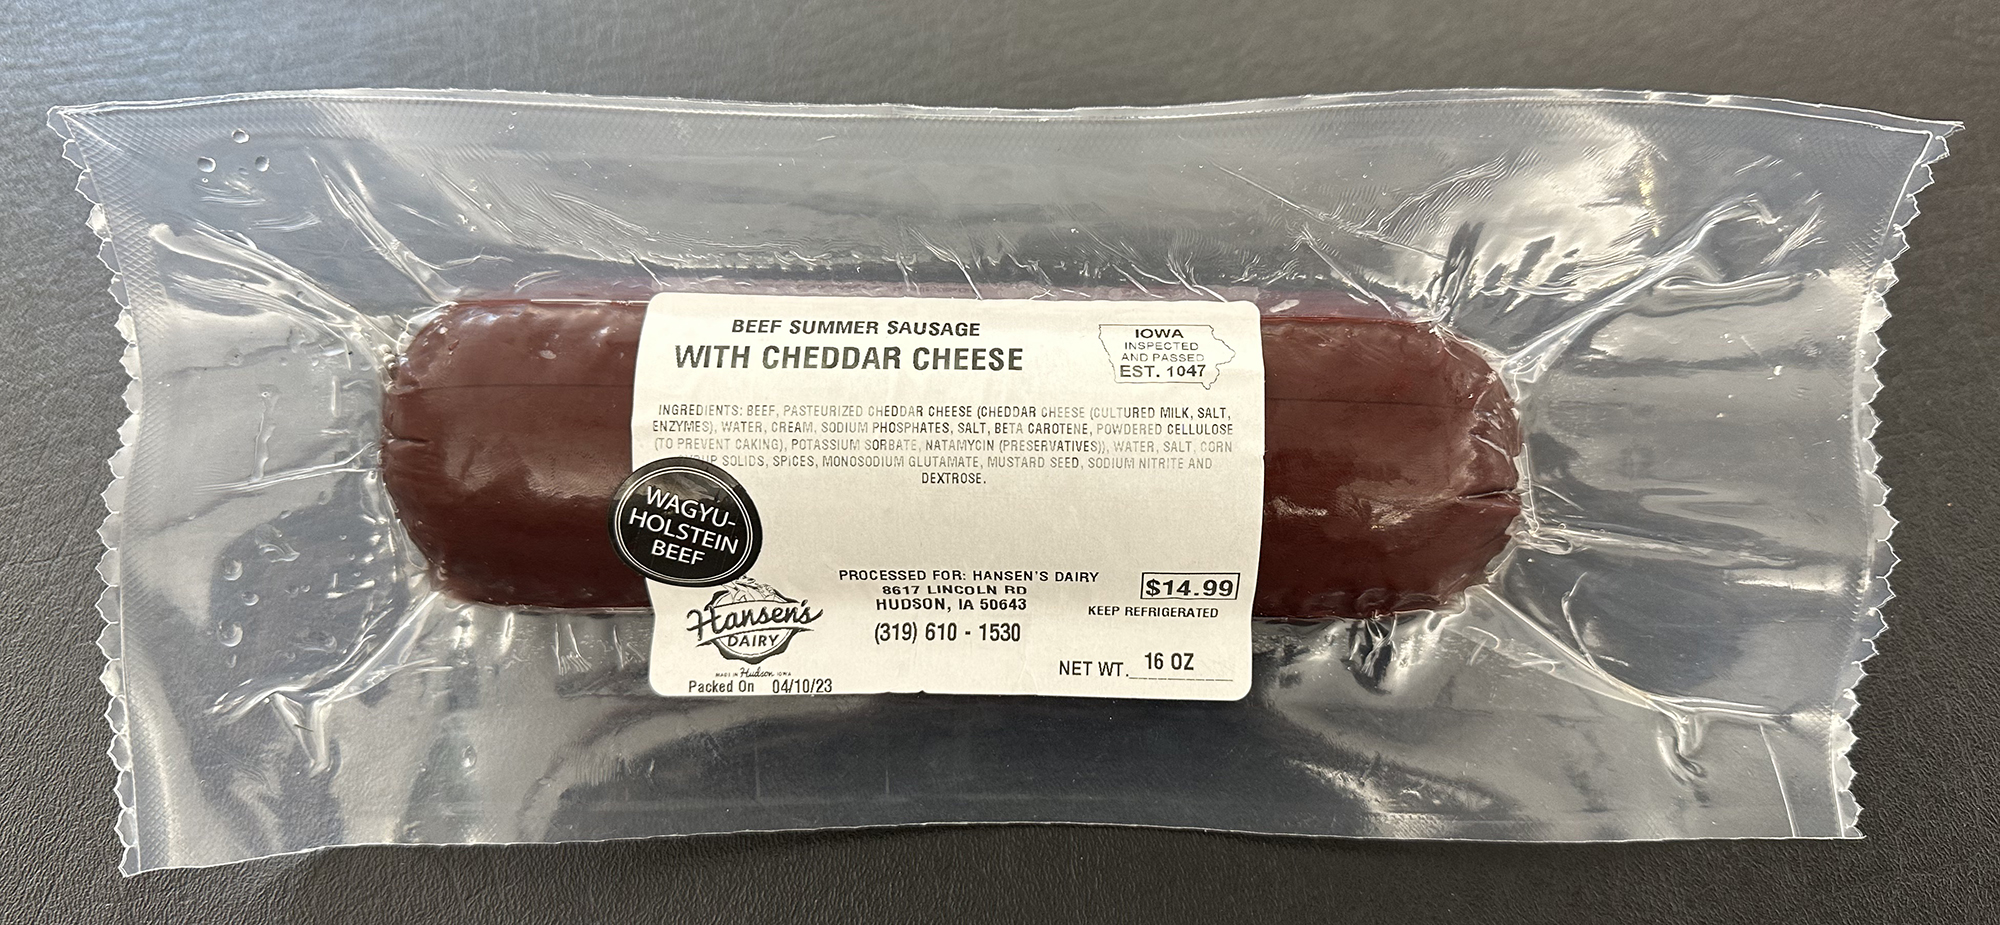 BEEF SUMMER SAUSAGE
WITH CHEDDAR CHEESE
IOWA
INSPECTED
AND PASSED
EST. 1047
INGREDIENTS: BEEF, PASTEURIZED CHEDDAR CHEESE (CHEDDAR CHEESE (CULTURED MILK, SALT,
ENZYMES), WATER, CREAM, SODIUM PHOSPHATES, SALT, BETA CAROTENE, POWDERED CELLULOSE
(TO PREVENT CAKING), POTASSIUM SORBATE, NATAMYCIN (PRESERVATIVES)), WATER, SALT, CORN
SOLIDS, SPICES, MONOSODIUM GLUTAMATE, MUSTARD SEED, SODIUM NITRITE AND
DEXTROSE.
WAGYU-
HOLSTEIN
BEEF
PROCESSED FOR: HANSEN'S DAIRY
8617 LINCOLN RD
HUDSON, IA 50643
(319) 610 - 1530
$14.99
KEEP REFRIGERATED
NET WT. 16 OZ
Hansen's
DAIRY
MADE IN Hudson IOWA
Packed On 04/10/23